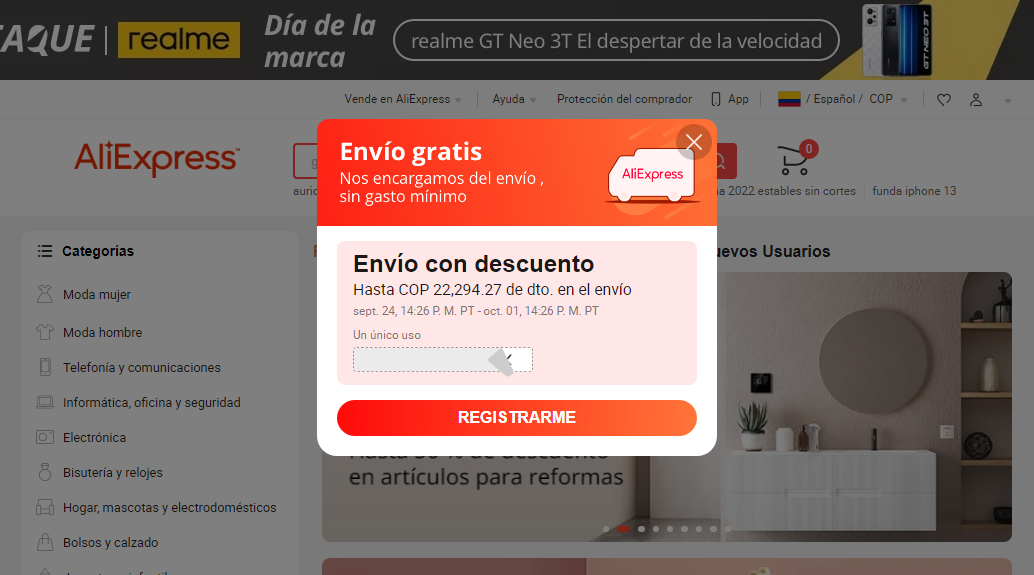 realme
Día de la
marca
realme GT Neo 3T El despertar de la velocidad
GT NEO 3T
Vende en AliExpress
Ayuda
Protección del comprador
App
/ Español / COP
AliExpress
0
2022 estables sin cortes
funda iphone 13
Envío gratis
Nos encargamos del envío ,
sin gasto mínimo
AliExpress
Categorías
Moda mujer
Moda hombre
Telefonía y comunicaciones
Informática, oficina y seguridad
Electrónica
Bisutería y relojes
Hogar, mascotas y electrodomésticos
Bolsos y calzado
Usuarios
Envío con descuento
Hasta COP 22,294.27 de dto. en el envío
sept. 24, 14:26 P. M. PT - oct. 01, 14:26 P. M. PT
Un único uso
REGISTRARME
en artículos para reformas